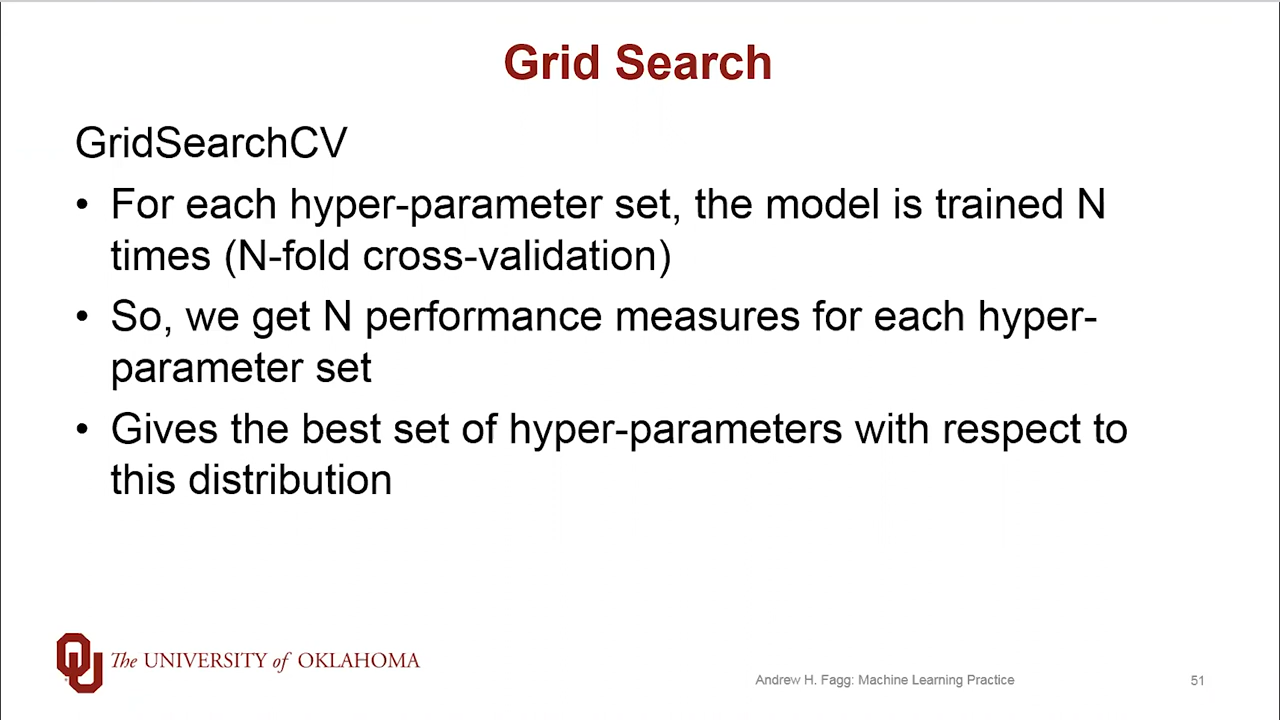 Grid Search
GridSearchCV
• For each hyper-parameter set, the model is trained N
times (N-fold cross-validation)
• So, we get N performance measures for each hyper-
parameter set
• Gives the best set of hyper-parameters with respect to
this distribution
The UNIVERSITY of OKLAHOMA
Andrew H. Fagg: Machine Learning Practice
51